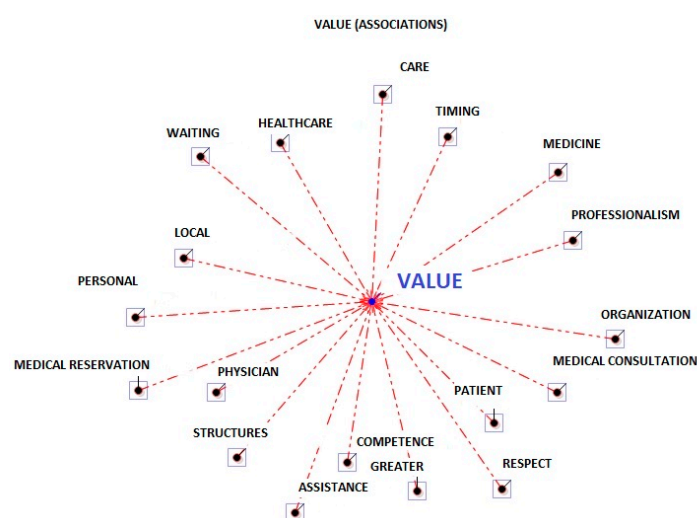 VALUE (ASSOCIATIONS)
CARE
TIMING
HEALTHCARE
WAITING
MEDICINE
PROFESSIONALISM
LOCAL
PERSONAL
VALUE
ORGANIZATION
MEDICAL RESERVATION
MEDICAL CONSULTATION
PHYSICIAN
PATIENT
STRUCTURES
COMPETENCE
GREATER
RESPECT
ASSISTANCE